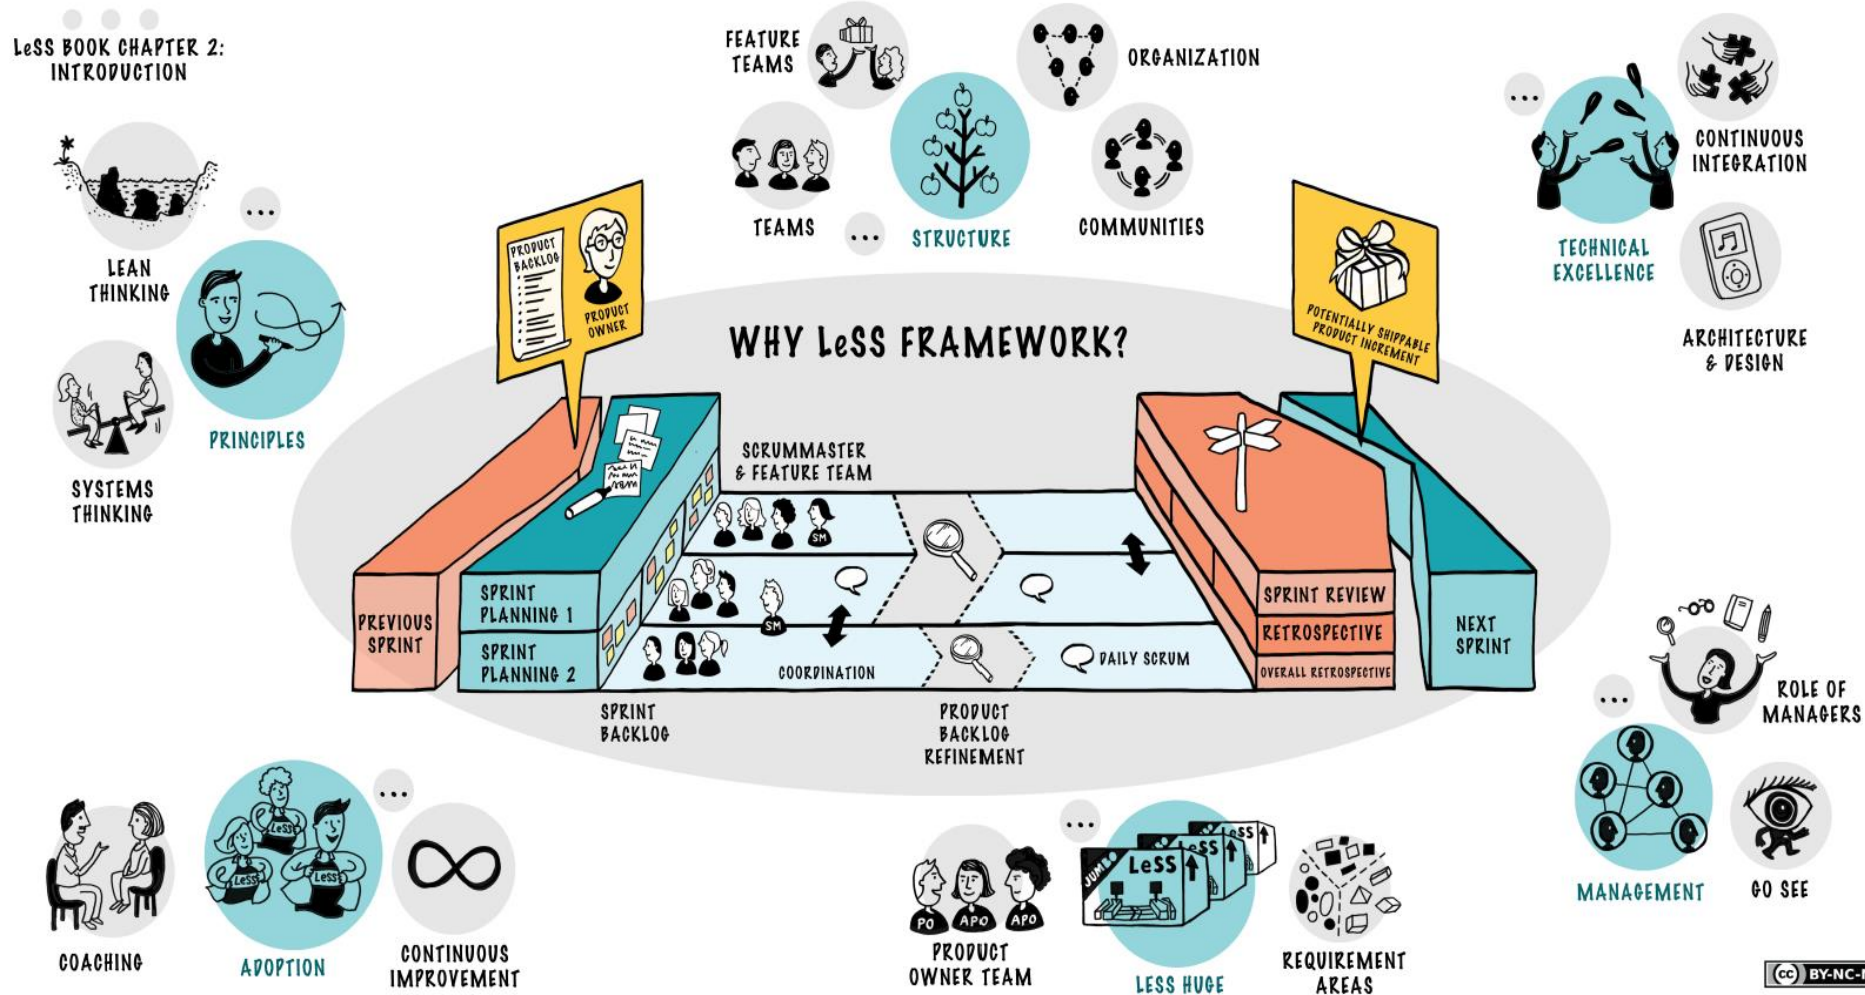 LeSS BOOK CHAPTER 2:
INTRODUCTION
LEAN
THINKING
PRINCIPLES
SYSTEMS
THINKING
FEATURE
TEAMS
ORGANIZATION
TEAMS
STRUCTURE
COMMUNITIES
CONTINUOUS
INTEGRATION
TECHNICAL
EXCELLENCE
ARCHITECTURE
& DESIGN
PRODUCT
BACKLOG
PRODUCT
OWNER
WHY LeSS FRAMEWORK?
POTENTIALLY SHIPPABLE
PRODUCT INCREMENT
SCRUMMASTER
& FEATURE TEAM
SM
SM
PREVIOUS
SPRINT
SPRINT
PLANNING 1
SPRINT
PLANNING 2
COORDINATION
DAILY SCRUM
SPRINT REVIEW
RETROSPECTIVE
OVERALL RETROSPECTIVE
NEXT
SPRINT
SPRINT
BACKLOG
PRODUCT
BACKLOG
REFINEMENT
ROLE OF
MANAGERS
MANAGEMENT
GO SEE
COACHING
LeSS
LeSS
LeSS
ADOPTION
CONTINUOUS
IMPROVEMENT
PO
APO
APO
PRODUCT
OWNER TEAM
JUMBO
LeSS
LeSS
LeSS
LESS HUGE
REQUIREMENT
AREAS
cc BY-NC-